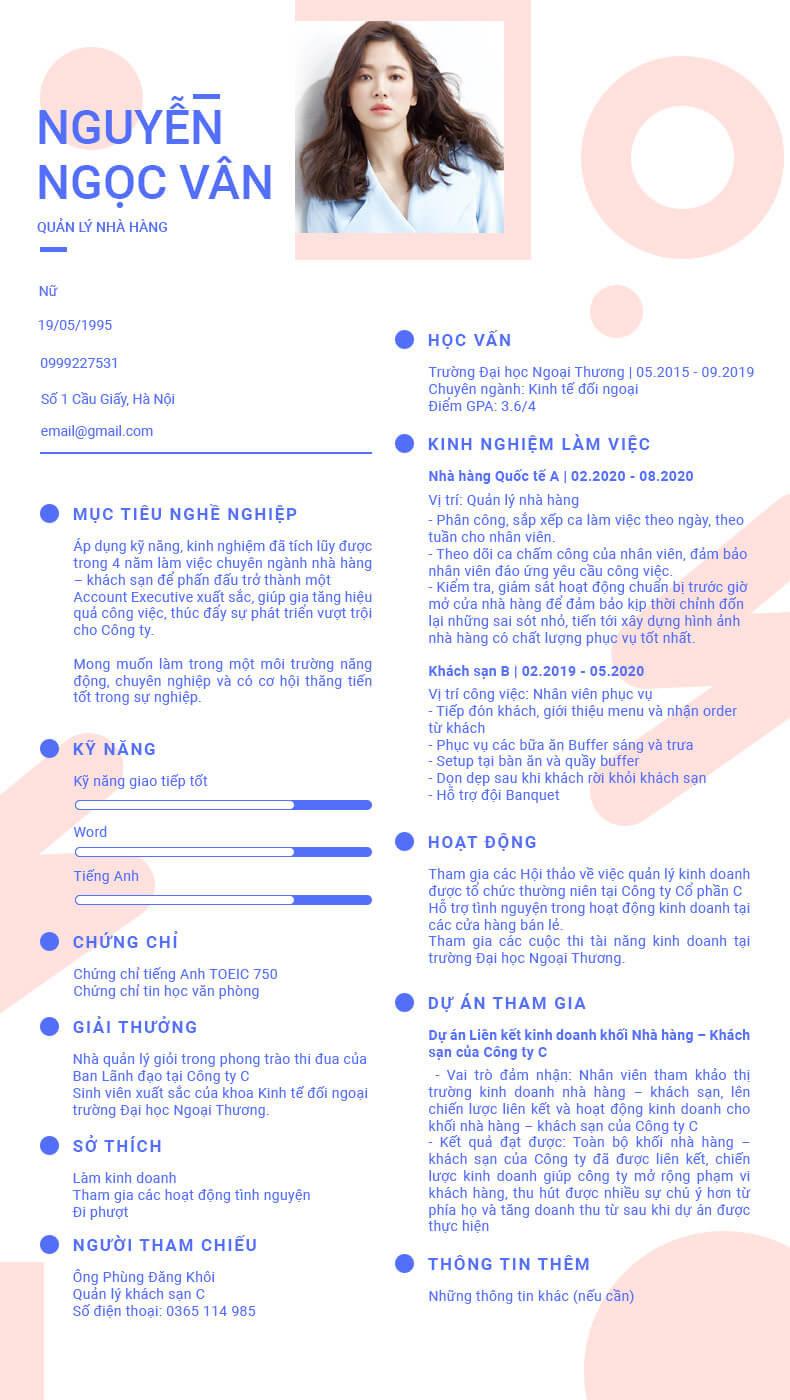 NGUYỄN
NGỌC VÂN
QUẢN LÝ NHÀ HÀNG
Nữ
19/05/1995
0999227531
Số 1 Cầu Giấy, Hà Nội
email@gmail.com
MỤC TIÊU NGHỀ NGHIỆP
Áp dụng kỹ năng, kinh nghiệm đã tích lũy được
trong 4 năm làm việc chuyên ngành nhà hàng
– khách sạn để phấn đấu trở thành một
Account Executive xuất sắc, giúp gia tăng hiệu
quả công việc, thúc đẩy sự phát triển vượt trội
cho Công ty.
Mong muốn làm trong một môi trường năng
động, chuyên nghiệp và có cơ hội thăng tiến
tốt trong sự nghiệp.
KỸ NĂNG
Kỹ năng giao tiếp tốt
Word
Tiếng Anh
CHỨNG CHỈ
Chứng chỉ tiếng Anh TOEIC 750
Chứng chỉ tin học văn phòng
GIẢI THƯỞNG
Nhà quản lý giỏi trong phong trào thi đua của
Ban Lãnh đạo tại Công ty C
Sinh viên xuất sắc của khoa Kinh tế đối ngoại
trường Đại học Ngoại Thương.
SỞ THÍCH
Làm kinh doanh
Tham gia các hoạt động tình nguyện
Đi phượt
NGƯỜI THAM CHIẾU
Ông Phùng Đăng Khôi
Quản lý khách sạn C
Số điện thoại: 0365 114 985
HỌC VẤN
Trường Đại học Ngoại Thương | 05.2015 - 09.2019
Chuyên ngành: Kinh tế đối ngoại
Điểm GPA: 3.6/4
KINH NGHIỆM LÀM VIỆC
Nhà hàng Quốc tế A | 02.2020 - 08.2020
Vị trí: Quản lý nhà hàng
- Phân công, sắp xếp ca làm việc theo ngày, theo
tuần cho nhân viên.
- Theo dõi ca chấm công của nhân viên, đảm bảo
nhân viên đáo ứng yêu cầu công việc.
- Kiểm tra, giám sát hoạt động chuẩn bị trước giờ
mở cửa nhà hàng để đảm bảo kịp thời chỉnh đốn
lại những sai sót nhỏ, tiến tới xây dựng hình ảnh
nhà hàng có chất lượng phục vụ tốt nhất.
Khách sạn B | 02.2019 - 05.2020
Vị trí công việc: Nhân viên phục vụ
- Tiếp đón khách, giới thiệu menu và nhận order
từ khách
- Phục vụ các bữa ăn Buffer sáng và trưa
- Setup tại bàn ăn và quầy buffer
- Dọn dẹp sau khi khách rời khỏi khách sạn
- Hỗ trợ đội Banquet
HOẠT ĐỘNG
Tham gia các Hội thảo về việc quản lý kinh doanh
được tổ chức thường niên tại Công ty Cổ phần C
Hỗ trợ tình nguyện trong hoạt động kinh doanh tại
các cửa hàng bán lẻ.
Tham gia các cuộc thi tài năng kinh doanh tại
trường Đại học Ngoại Thương.
DỰ ÁN THAM GIA
Dự án Liên kết kinh doanh khối Nhà hàng – Khách
sạn của Công ty C
- Vai trò đảm nhận: Nhân viên tham khảo thị
trường kinh doanh nhà hàng – khách sạn, lên
chiến lược liên kết và hoạt động kinh doanh cho
khối nhà hàng – khách sạn của Công ty C
- Kết quả đạt được: Toàn bộ khối nhà hàng –
khách sạn của Công ty đã được liên kết, chiến
lược kinh doanh giúp công ty mở rộng phạm vi
khách hàng, thu hút được nhiều sự chú ý hơn từ
phía họ và tăng doanh thu từ sau khi dự án được
thực hiện
THÔNG TIN THÊM
Những thông tin khác (nếu cần)